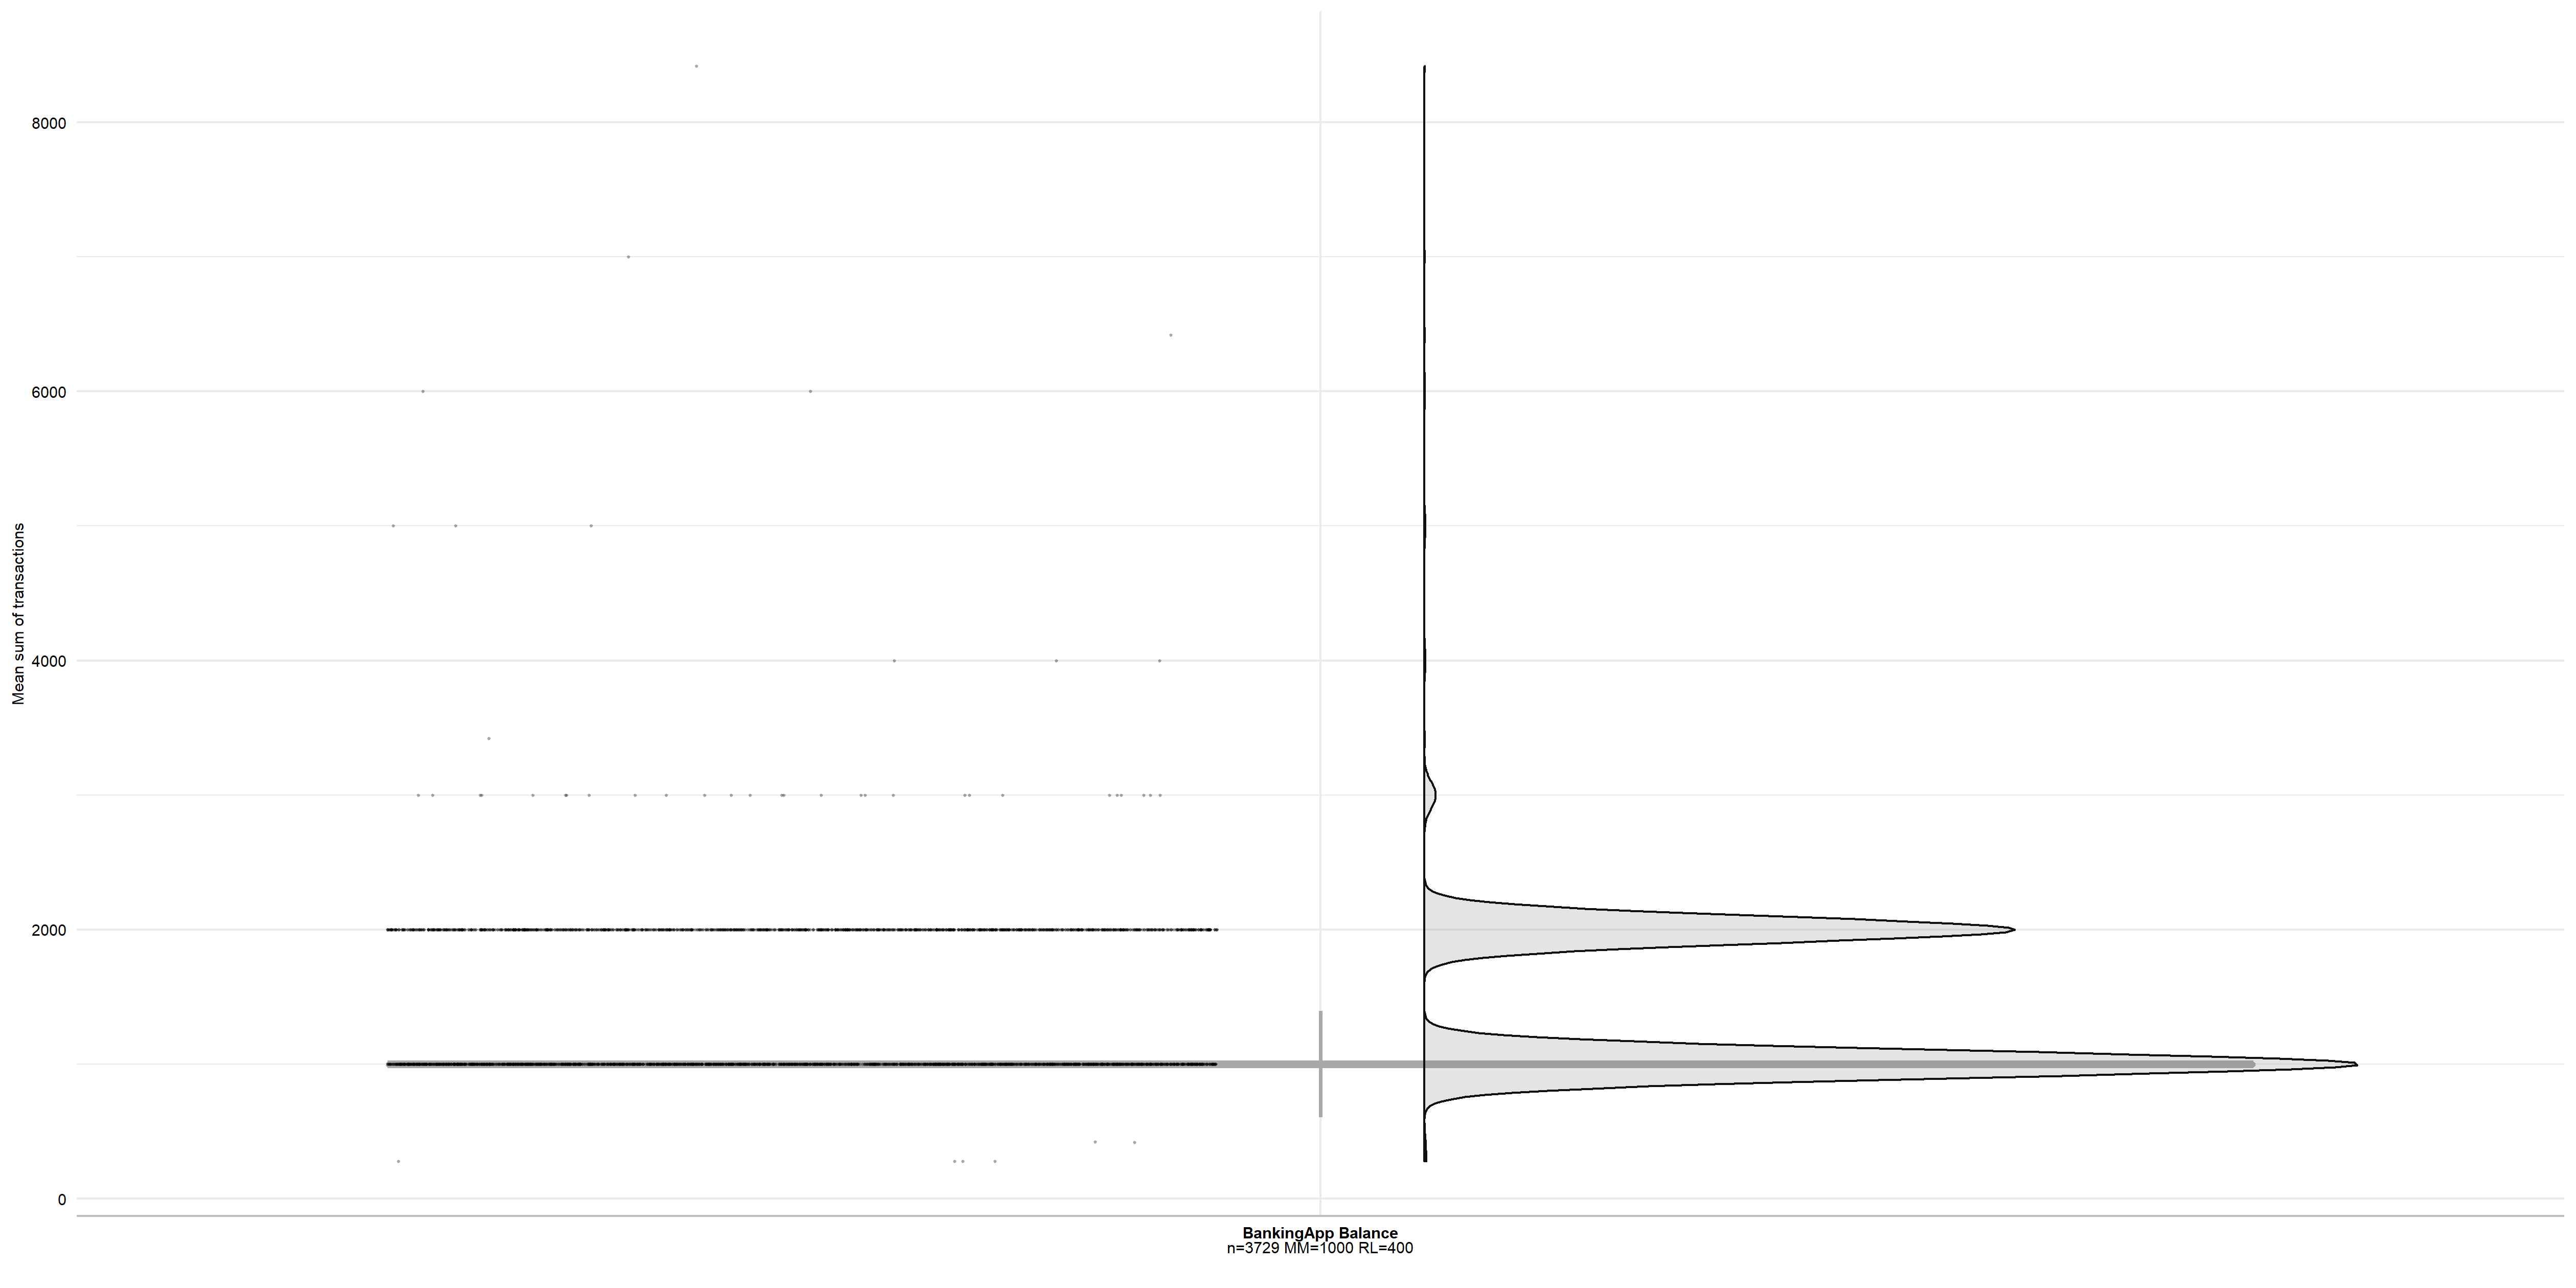 8000
6000
4000
2000
0
Mean sum of transactions
BankingApp Balance
n=3729 MM=1000 RL=400